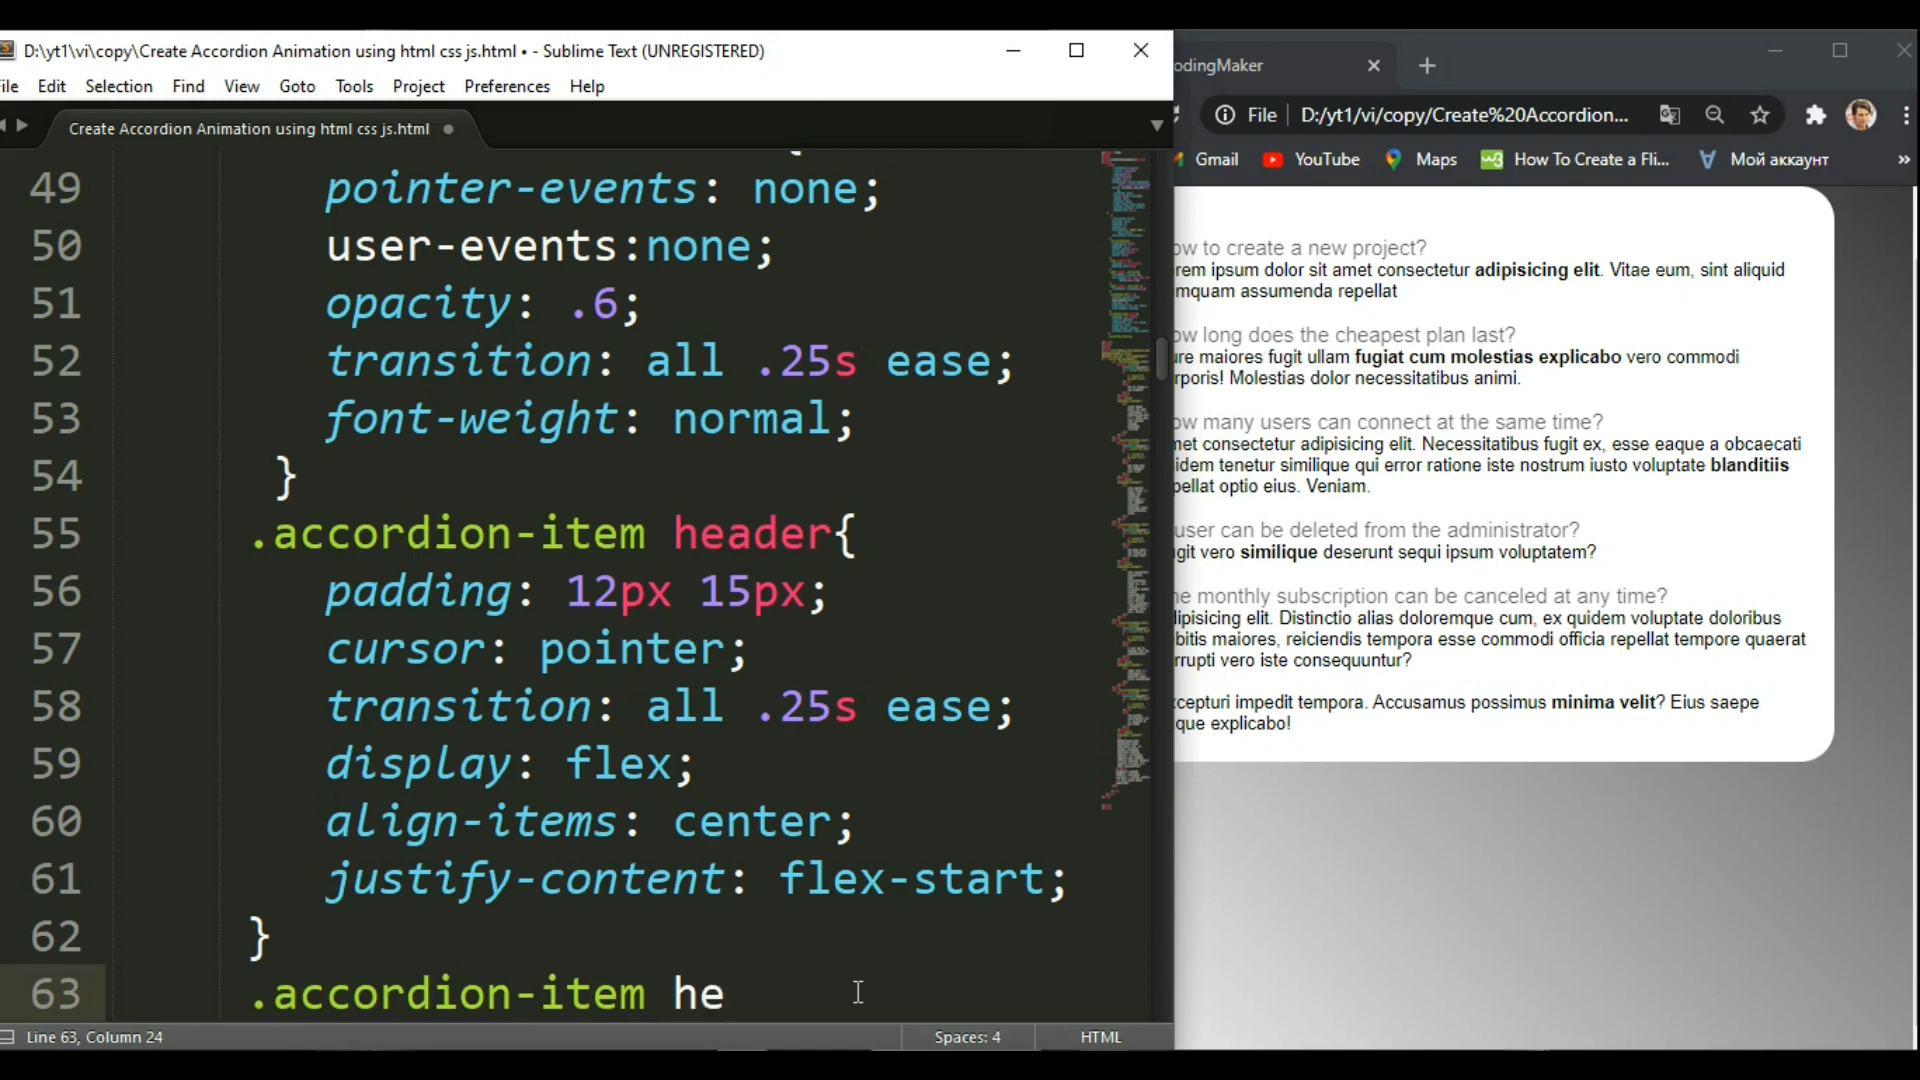 D:\yt1\vi\copy\Create Accordion Animation using html css js.html • - Sublime Text (UNREGISTERED)
ile Edit Selection Find View Goto Tools Project Preferences Help
Create Accordion Animation using html css js.html
49 pointer-events: none;
50 user-events:none;
51 opacity: .6;
52 transition: all .25s ease;
53 font-weight: normal;
54 }
55 .accordion-item header{
56 padding: 12px 15px;
57 cursor: pointer;
58 transition: all .25s ease;
59 display: flex;
60 align-items: center;
61 justify-content: flex-start;
62 }
63 .accordion-item he
Line 63, Column 24
Spaces: 4
HTML
odingMaker
File D:/yt1/vi/copy/Create%20Accordion...
Gmail YouTube Maps How To Create a Fli... Мой аккаунт »
ow to create a new project?
rem ipsum dolor sit amet consectetur adipisicing elit. Vitae eum, sint aliquid
mquam assumenda repellat
ow long does the cheapest plan last?
ure maiores fugit ullam fugiat cum molestias explicabo vero commodi
rporis! Molestias dolor necessitatibus animi.
ow many users can connect at the same time?
net consectetur adipisicing elit. Necessitatibus fugit ex, esse eaque a obcaecati
idem tenetur similique qui error ratione iste nostrum iusto voluptate blanditiis
pellat optio eius. Veniam.
user can be deleted from the administrator?
git vero similique deserunt sequi ipsum voluptatem?
he monthly subscription can be canceled at any time?
dipisicing elit. Distinctio alias doloremque cum, ex quidem voluptate doloribus
bitis maiores, reiciendis tempora esse commodi officia repellat tempore quaerat
rrupti vero iste consequuntur?
cepturi impedit tempora. Accusamus possimus minima velit? Eius saepe
que explicabo!